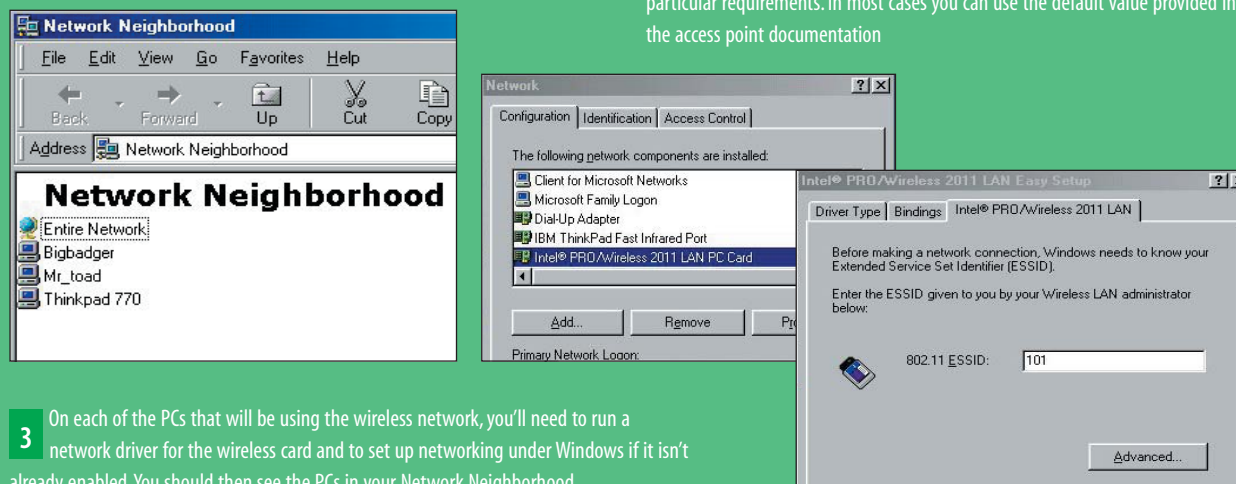 particular requirements. In most cases you can use the default value provided in
the access point documentation
Network Neighborhood
File Edit View Go Favorites Help
Back Forward Up Cut Copy
Address Network Neighborhood
Network Neighborhood
Entire Network
Bigbadger
Mr_toad
Thinkpad 770
Network
Configuration Identification Access Control
The following network components are installed:
Client for Microsoft Networks
Microsoft Family Logon
Dial-Up Adapter
IBM ThinkPad Fast Infrared Port
Intel® PRO/Wireless 2011 LAN PC Card
Add... Remove
Primary Network Logon:
Intel® PRO/Wireless 2011 LAN Easy Setup
Driver Type Bindings Intel® PRO/Wireless 2011 LAN
Before making a network connection, Windows needs to know your
Extended Service Set Identifier (ESSID).
Enter the ESSID given to you by your Wireless LAN administrator
below:
802.11 ESSID: 101
Advanced...
3 On each of the PCs that will be using the wireless network, you'll need to run a
network driver for the wireless card and to set up networking under Windows if it isn't
already enabled. You should then see the PCs in your Network Neighborhood